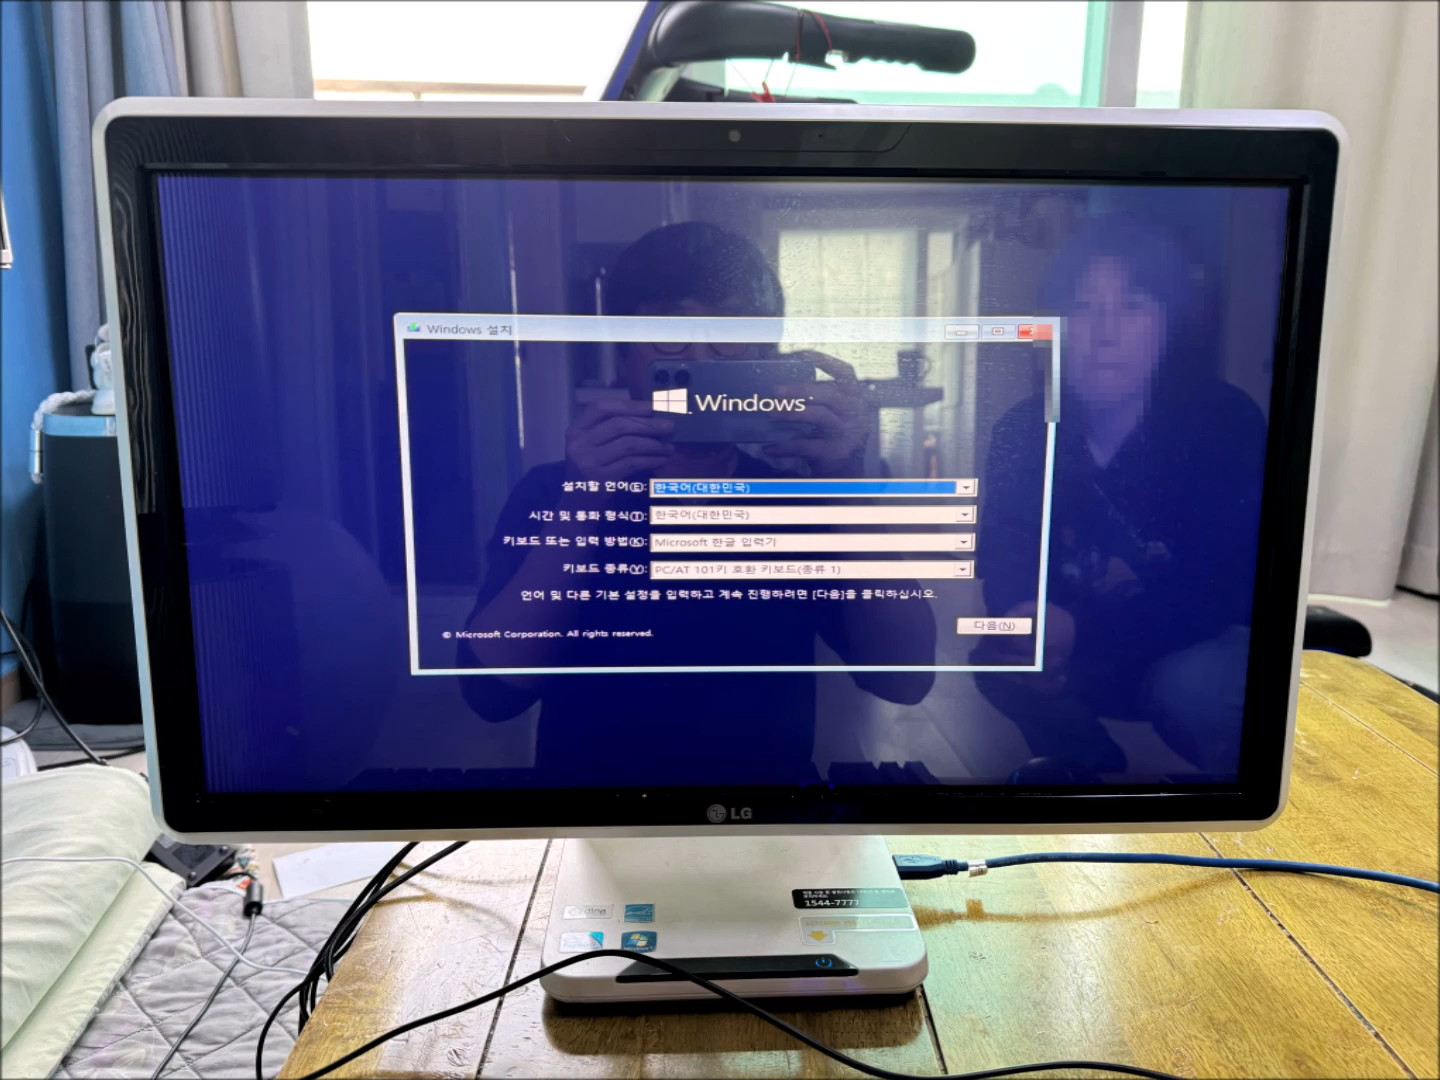 Windows 설치
Windows
설치할 언어(E): 한국어(대한민국)
시간 및 통화 형식(T): 한국어(대한민국)
키보드 또는 입력 방법(K): Microsoft 한글 입력기
키보드 종류(Y): PC/AT 101키 호환 키보드(종류 1)
언어 및 다른 기본 설정을 입력하고 계속 진행하려면 [다음]을 클릭하십시오.
다음(N)
© Microsoft Corporation. All rights reserved.
LG
1544-7777